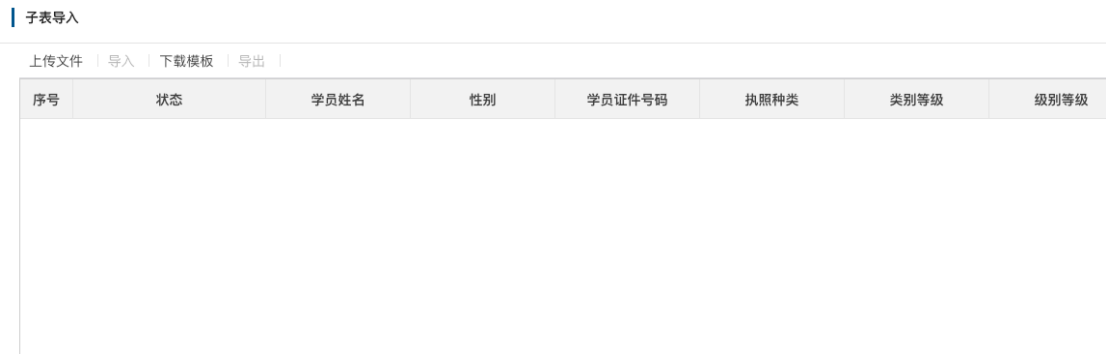 子表导入
上传文件 导入 下载模板 导出
序号 状态 学员姓名 性别 学员证件号码 执照种类 类别等级 级别等级